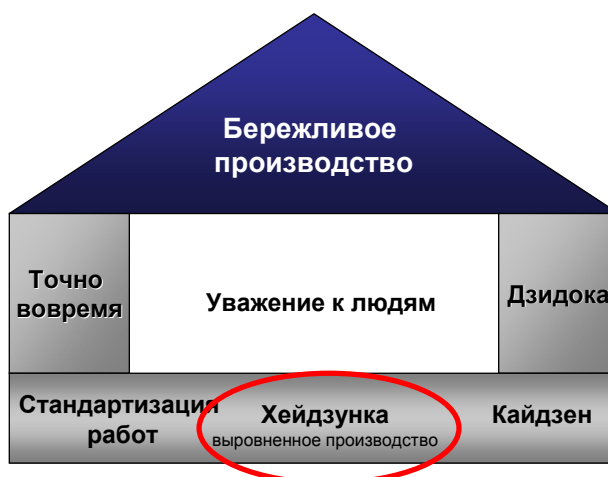 Бережливое
производство
Точно
вовремя
Уважение к людям
Дзидока
Стандартизация
работ
Хейдзунка
выровненное производство
Кайдзен